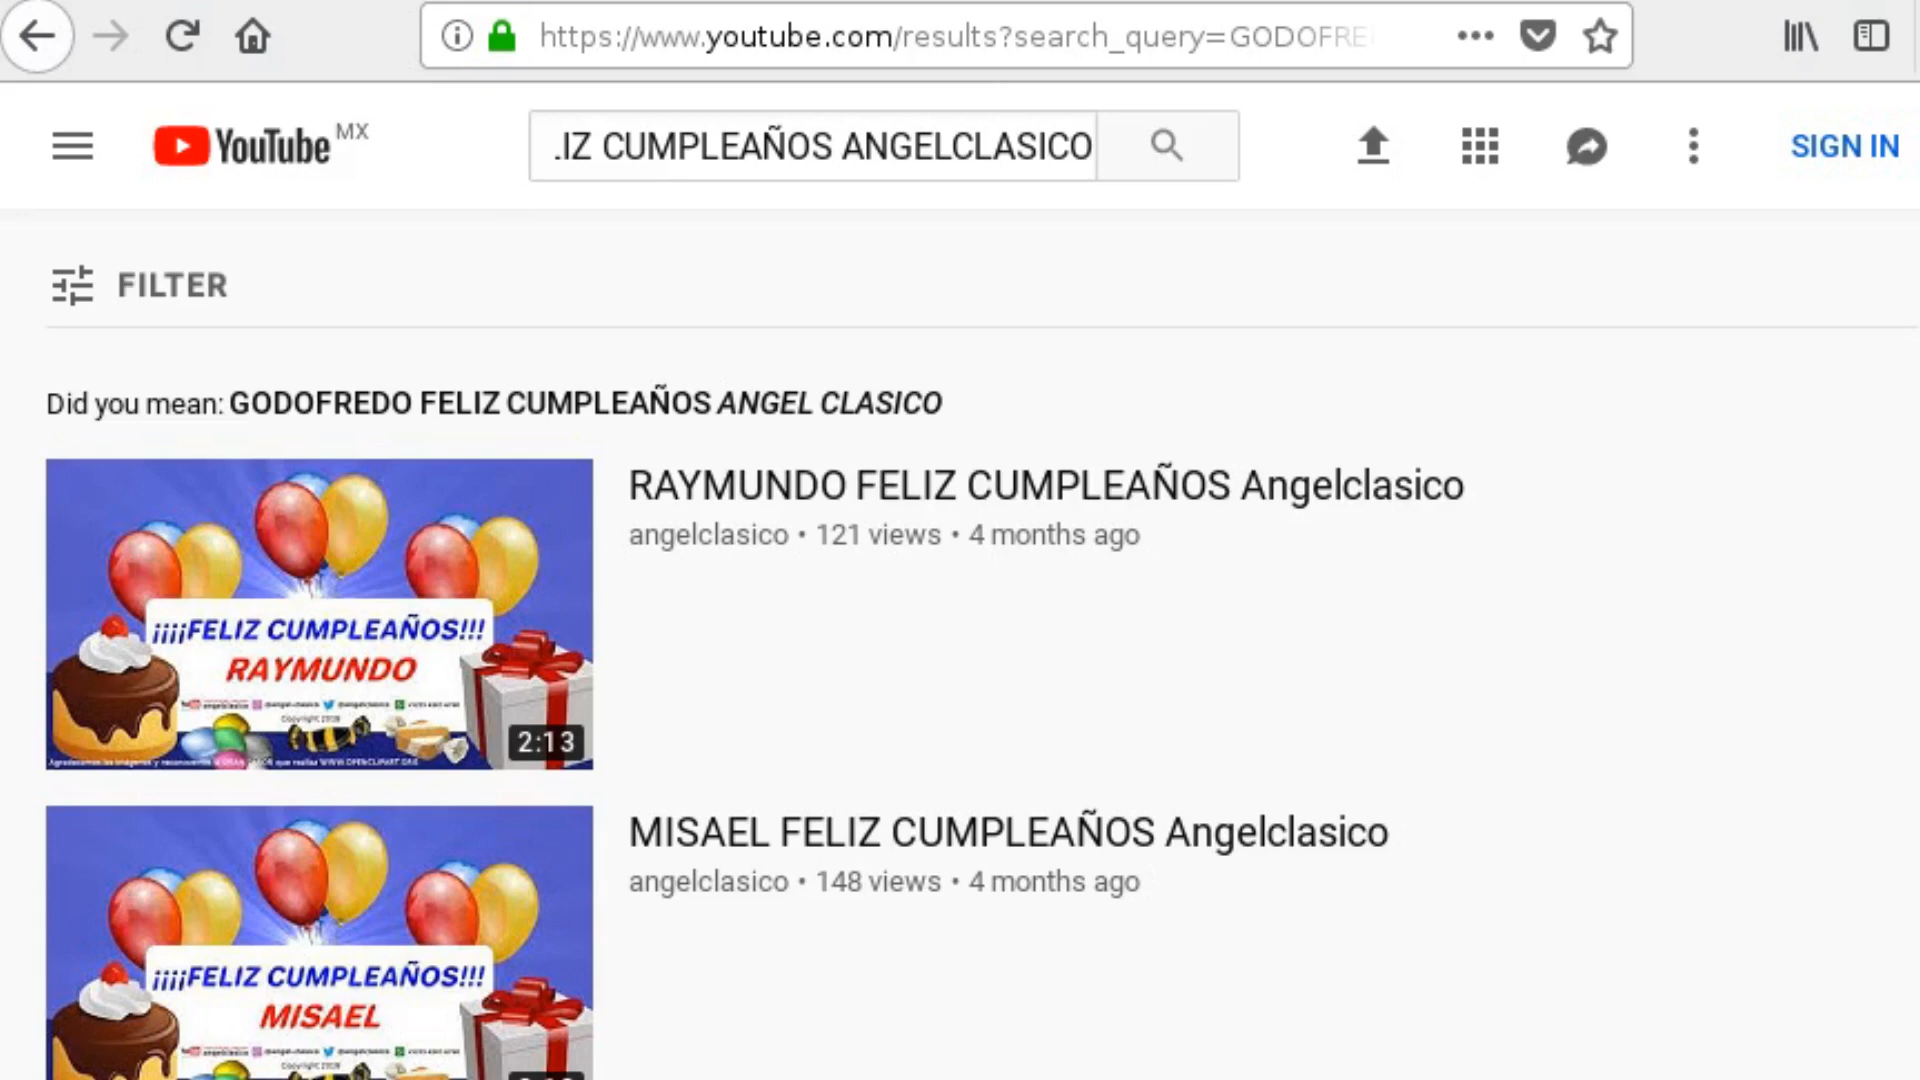 https://www.youtube.com/results?search_query=GODOFRE
YouTube MX
.IZ CUMPLEAÑOS ANGELCLASICO
SIGN IN
FILTER
Did you mean: GODOFREDO FELIZ CUMPLEAÑOS ANGEL CLASICO
RAYMUNDO FELIZ CUMPLEAÑOS Angelclasico
angelclasico • 121 views • 4 months ago
¡¡¡¡FELIZ CUMPLEAÑOS!!!
RAYMUNDO
2:13
MISAEL FELIZ CUMPLEAÑOS Angelclasico
angelclasico • 148 views • 4 months ago
¡¡¡¡FELIZ CUMPLEAÑOS!!!
MISAEL